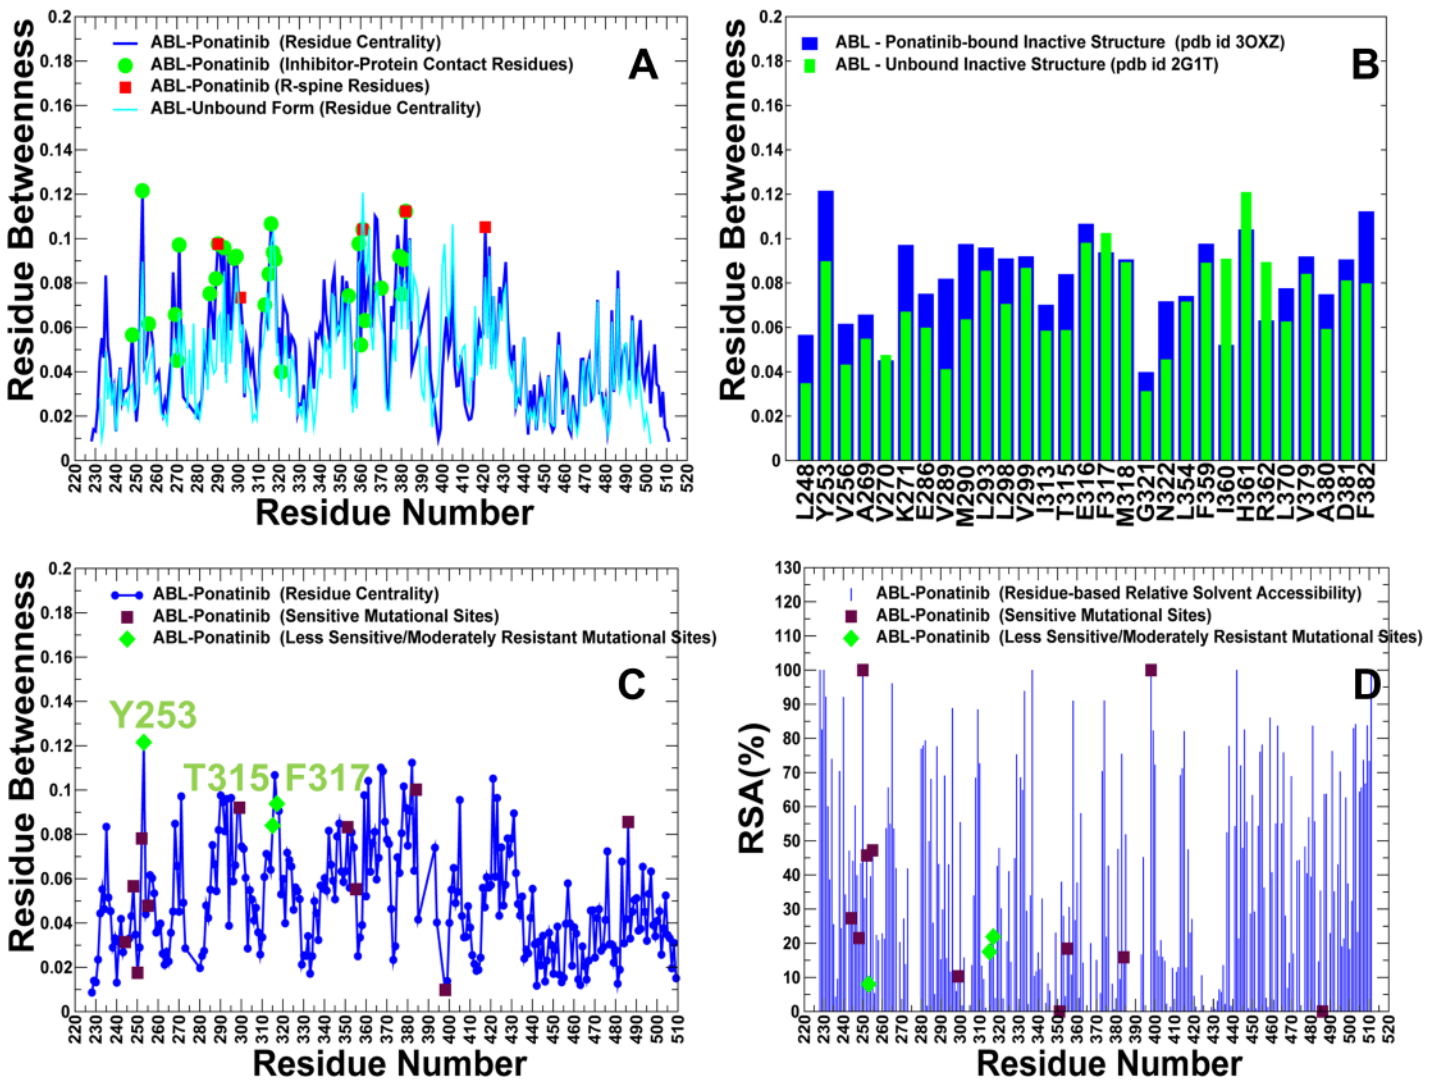 A
ABL-Ponatinib (Residue Centrality)
ABL-Ponatinib (Inhibitor-Protein Contact Residues)
ABL-Ponatinib (R-spine Residues)
ABL-Unbound Form (Residue Centrality)
Residue Betweenness
0.2
0.18
0.16
0.14
0.12
0.1
0.08
0.06
0.04
0.02
0
220 230 240 250 260 270 280 290 300 310 320 330 340 350 360 370 380 390 400 410 420 430 440 450 460 470 480 490 500 510 520
Residue Number
B
ABL - Ponatinib-bound Inactive Structure (pdb id 3OXZ)
ABL - Unbound Inactive Structure (pdb id 2G1T)
Residue Betweenness
0.2
0.18
0.16
0.14
0.12
0.1
0.08
0.06
0.04
0.02
0
L248 Y253 V256 A269 V270 K271 E286 V289 M290 L293 L298 V299 I313 T315 E316 F317 M318 G321 N322 L354 F359 I360 H361 R362 L370 V379 A380 D381 F382
C
ABL-Ponatinib (Residue Centrality)
ABL-Ponatinib (Sensitive Mutational Sites)
ABL-Ponatinib (Less Sensitive/Moderately Resistant Mutational Sites)
Y253
T315 F317
Residue Betweenness
0.2
0.18
0.16
0.14
0.12
0.1
0.08
0.06
0.04
0.02
0
220 230 240 250 260 270 280 290 300 310 320 330 340 350 360 370 380 390 400 410 420 430 440 450 460 470 480 490 500 510
Residue Number
D
ABL-Ponatinib (Residue-based Relative Solvent Accessibility)
ABL-Ponatinib (Sensitive Mutational Sites)
ABL-Ponatinib (Less Sensitive/Moderately Resistant Mutational Sites)
RSA(%)
130
120
110
100
90
80
70
60
50
40
30
20
10
0
220 230 240 250 260 270 280 290 300 310 320 330 340 350 360 370 380 390 400 410 420 430 440 450 460 470 480 490 500 510 520
Residue Number